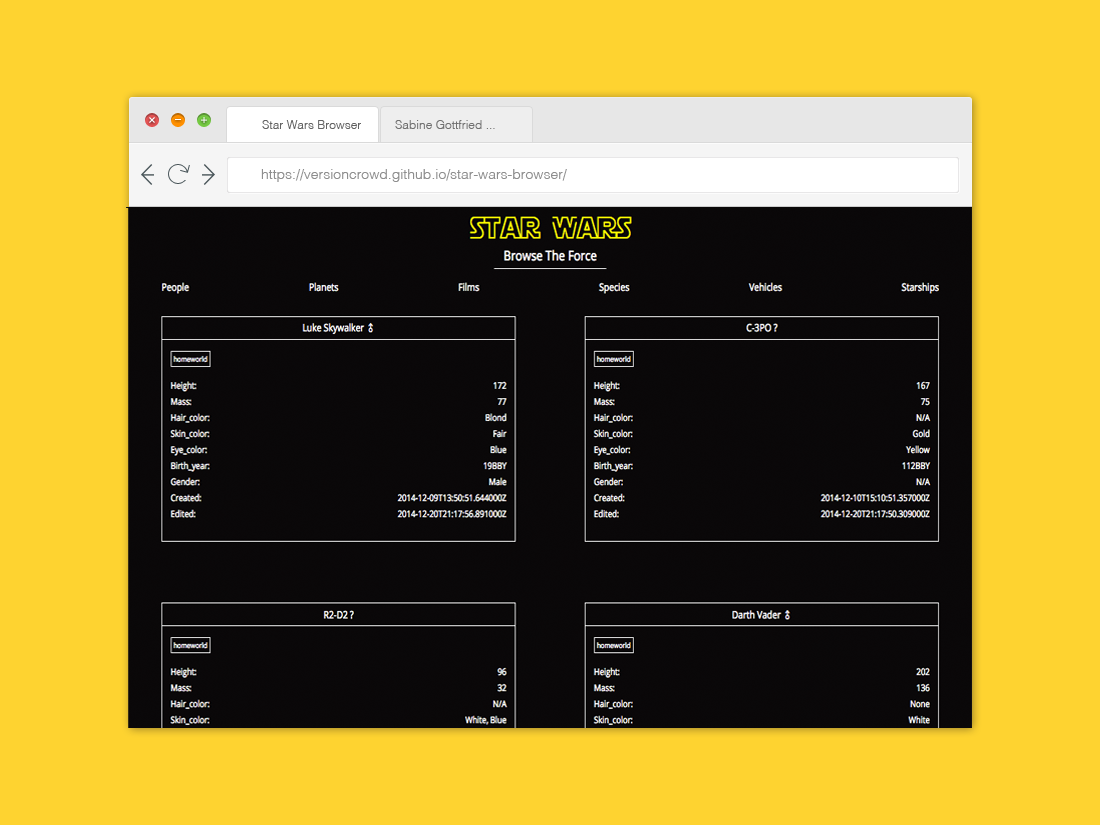 Star Wars Browser Sabine Gottfried ...
https://versioncrowd.github.io/star-wars-browser/
STAR WARS
Browse The Force
People Planets Films Species Vehicles Starships
Luke Skywalker ⚦
homeworld
Height: 172
Mass: 77
Hair_color: Blond
Skin_color: Fair
Eye_color: Blue
Birth_year: 19BBY
Gender: Male
Created: 2014-12-09T13:50:51.644000Z
Edited: 2014-12-20T21:17:56.891000Z
C-3PO ?
homeworld
Height: 167
Mass: 75
Hair_color: N/A
Skin_color: Gold
Eye_color: Yellow
Birth_year: 112BBY
Gender: N/A
Created: 2014-12-10T15:10:51.357000Z
Edited: 2014-12-20T21:17:50.309000Z
R2-D2 ?
homeworld
Height: 96
Mass: 32
Hair_color: N/A
Skin_color: White, Blue
Darth Vader ⚦
homeworld
Height: 202
Mass: 136
Hair_color: None
Skin_color: White